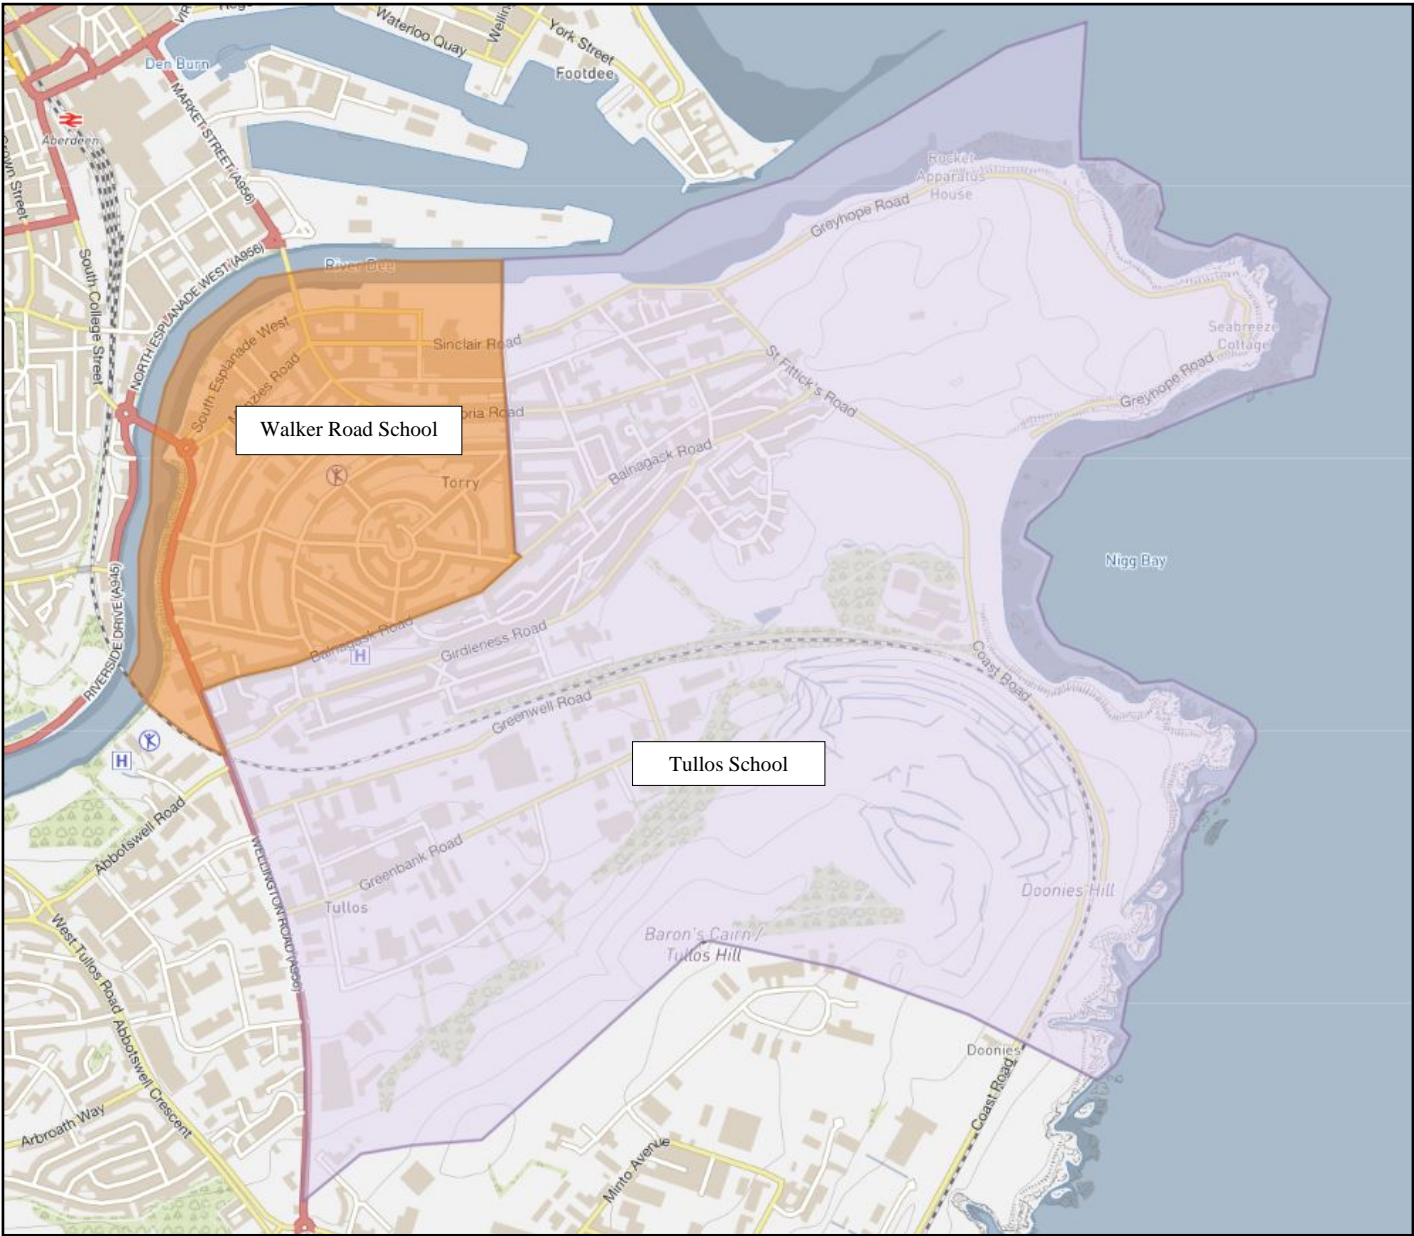 Waterloo Quay
York Street
Footdee
Den Burn
MARKET STREET (A956)
Aberdeen
Rocket
Apparatus
House
Greyhope Road
South College Street
NORTH ESPLANADE WEST (A956)
River Dee
Seabreeze
Cottage
Greyhope Road
South Esplanade West
Menzies Road
Sinclair Road
St Fittick's Road
Walker Road School
Balnagask Road
Torry
Nigg Bay
RIVERSIDE DRIVE (A945)
Balnagask Road
H
Girdleness Road
Coast Road
Greenwell Road
H
Tullos School
Abbotswell Road
WELLINGTON ROAD (A956)
Greenbank Road
Tullos
Doonies Hill
Baron's Cairn /
Tullos Hill
West Tullos Road
Abbotswell Crescent
Doonies
Coast Road
Arbroath Way
Minto Avenue